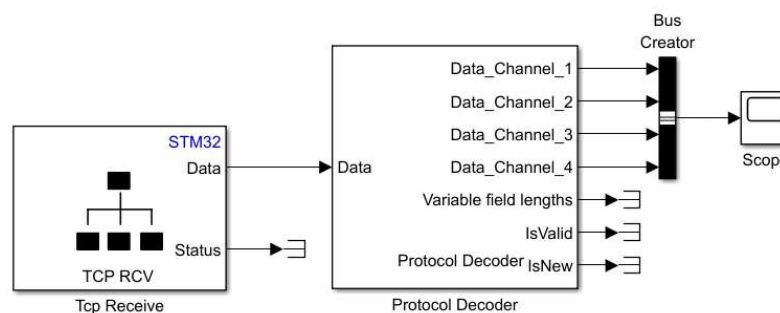 Bus
Creator
Data_Channel_1
Data_Channel_2
Data_Channel_3
Data_Channel_4
Variable field lengths
IsValid
IsNew
Data
Protocol Decoder
Protocol Decoder
STM32
Data
Status
TCP RCV
Tcp Receive
Scop